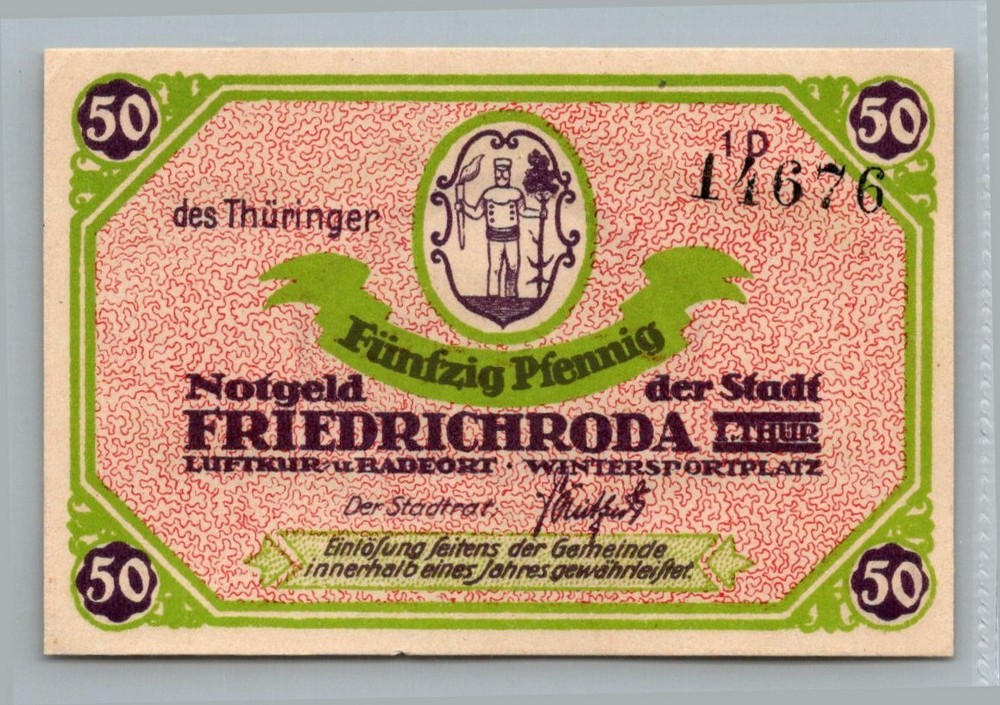 50
50
1D
14676
des Thüringer
Fünfzig Pfennig
Notgeld der Stadt
FRIEDRICHRODA I. THUR
LUFTKUR- u. BADEORT · WINTERSPORTPLATZ
Der Stadtrat.
Einlösung seitens der Gemeinde
innerhalb eines Jahres gewährleistet
50
50